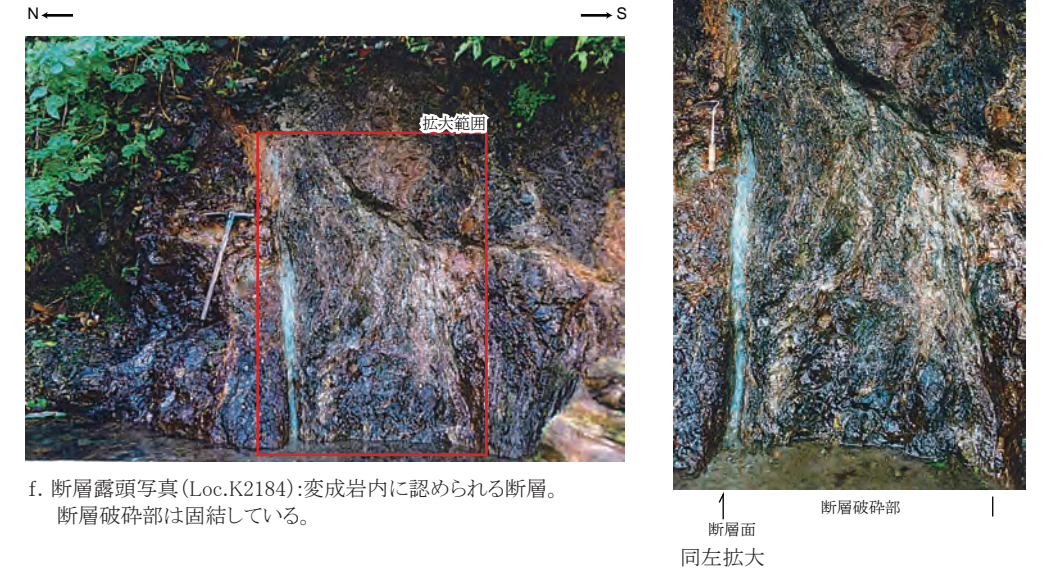 N
S
拡大範囲
f. 断層露頭写真(Loc.K2184):変成岩内に認められる断層。
断層破砕部は固結している。
断層面
断層破砕部
同左拡大